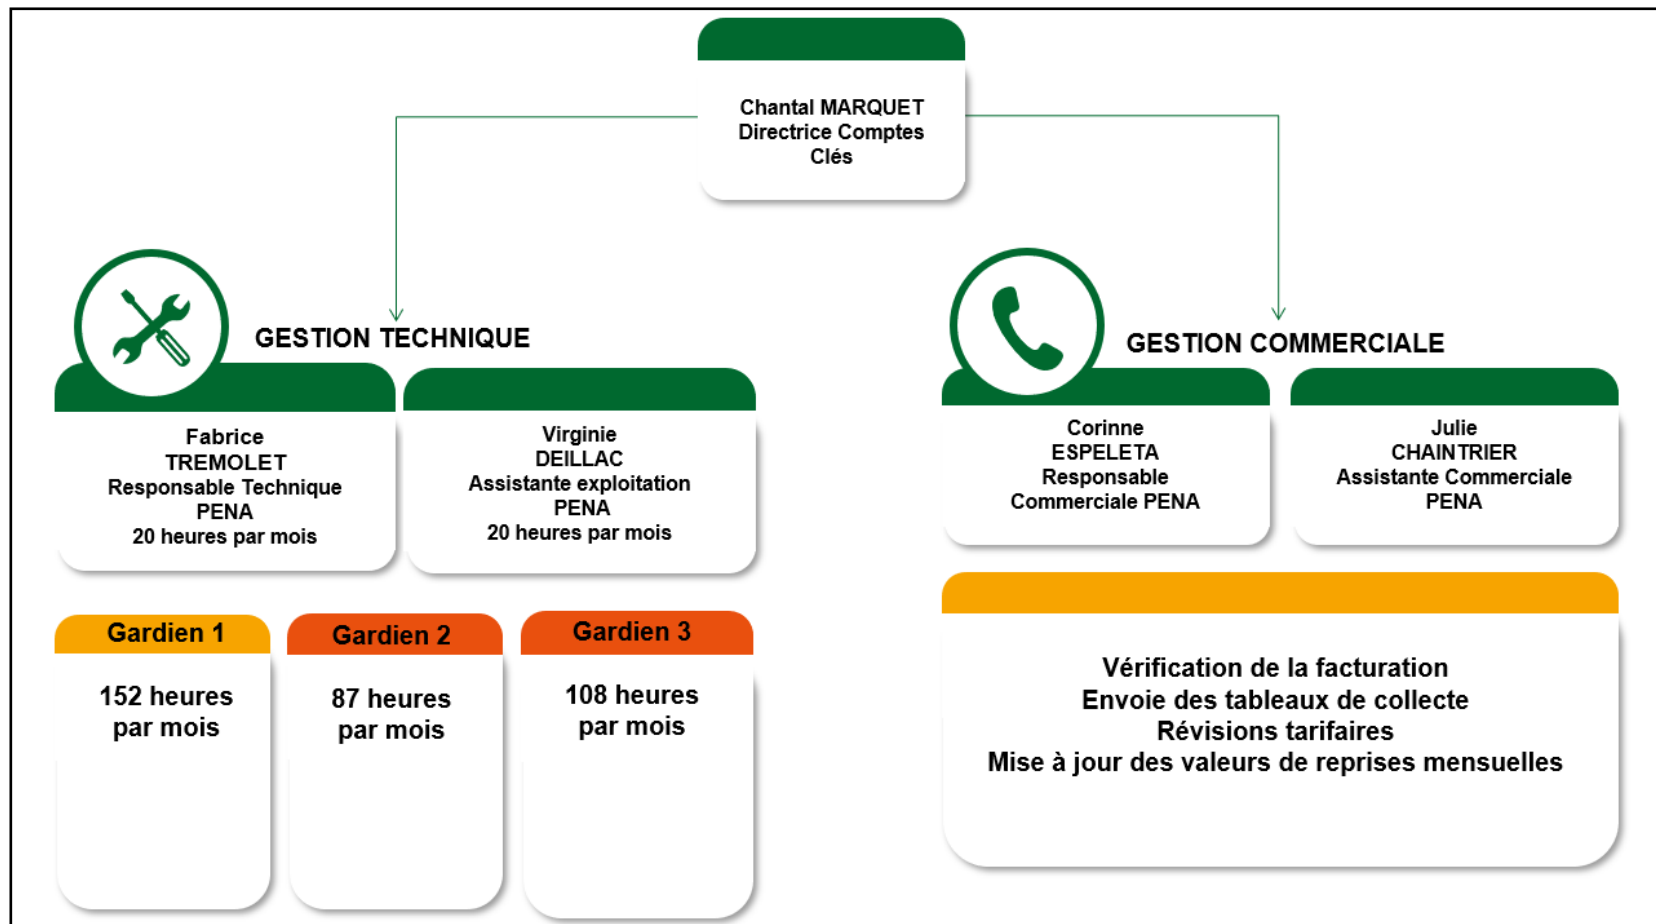 Chantal MARQUET
Directrice Comptes
Clés
GESTION TECHNIQUE
Fabrice
TREMOLET
Responsable Technique
PENA
20 heures par mois
Virginie
DEILLAC
Assistante exploitation
PENA
20 heures par mois
Gardien 1
152 heures
par mois
Gardien 2
87 heures
par mois
Gardien 3
108 heures
par mois
GESTION COMMERCIALE
Corinne
ESPELETA
Responsable
Commerciale PENA
Julie
CHAINTRIER
Assistante Commerciale
PENA
Vérification de la facturation
Envoie des tableaux de collecte
Révisions tarifaires
Mise à jour des valeurs de reprises mensuelles